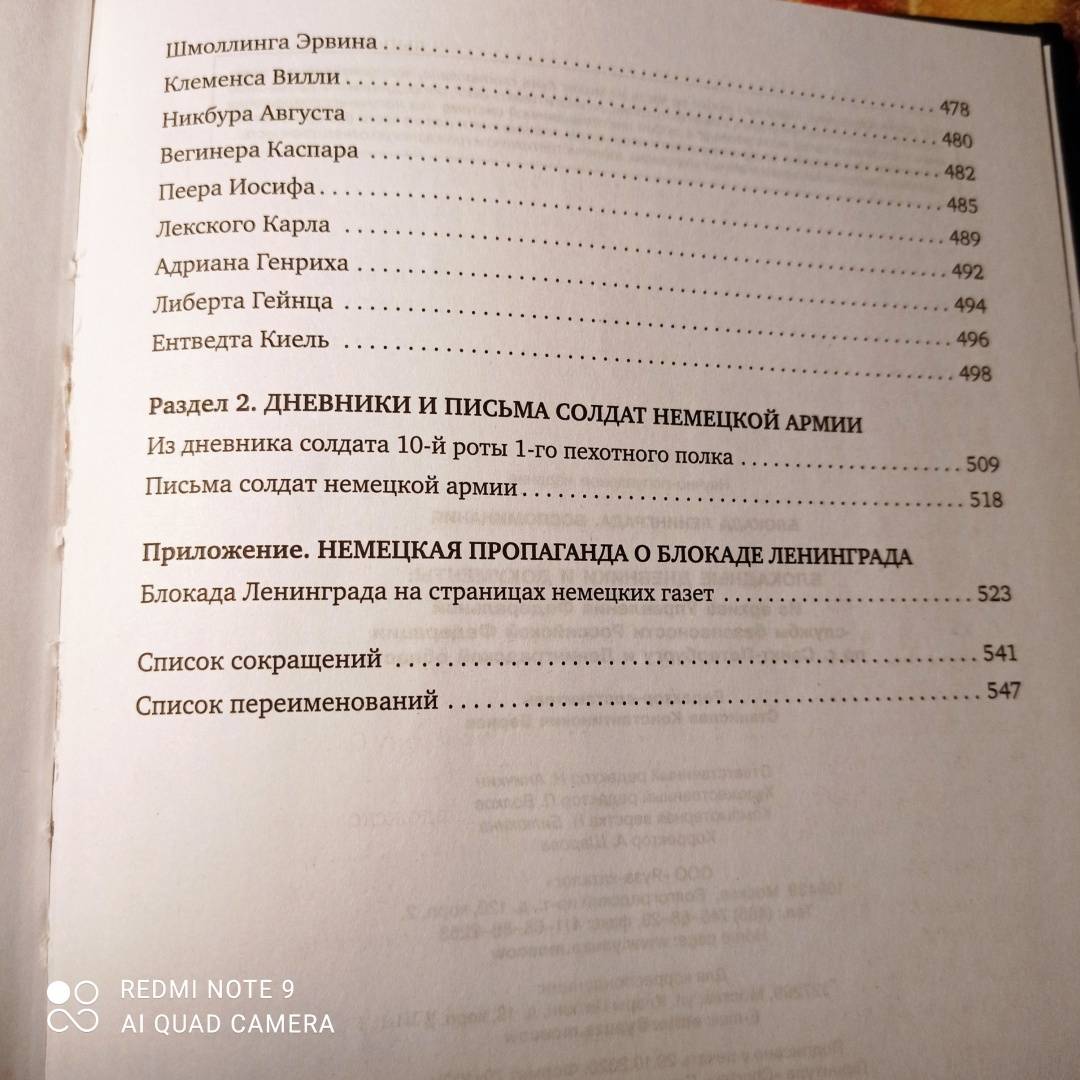 Шмоллинга Эрвина ........ 478
Клеменса Вилли ........ 480
Никбура Августа ........ 482
Вегинера Каспара ........ 485
Пеера Иосифа ........ 489
Лекского Карла ........ 492
Адриана Генриха ........ 494
Либерта Гейнца ........ 496
Ентведта Киель ........ 498
Раздел 2. ДНЕВНИКИ И ПИСЬМА СОЛДАТ НЕМЕЦКОЙ АРМИИ
Из дневника солдата 10-й роты 1-го пехотного полка ........ 509
Письма солдат немецкой армии ........ 518
Приложение. НЕМЕЦКАЯ ПРОПАГАНДА О БЛОКАДЕ ЛЕНИНГРАДА
Блокада Ленинграда на страницах немецких газет ........ 523
Список сокращений ........ 541
Список переименований ........ 547
REDMI NOTE 9
AI QUAD CAMERA